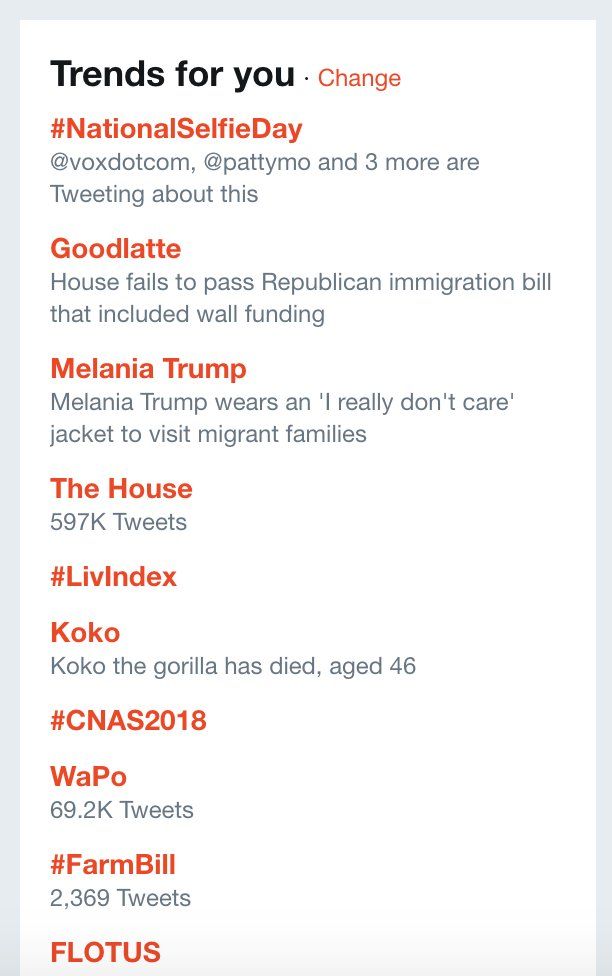 Trends for you · Change
#NationalSelfieDay
@voxdotcom, @pattymo and 3 more are
Tweeting about this
Goodlatte
House fails to pass Republican immigration bill
that included wall funding
Melania Trump
Melania Trump wears an 'I really don't care'
jacket to visit migrant families
The House
597K Tweets
#LivIndex
Koko
Koko the gorilla has died, aged 46
#CNAS2018
WaPo
69.2K Tweets
#FarmBill
2,369 Tweets
FLOTUS